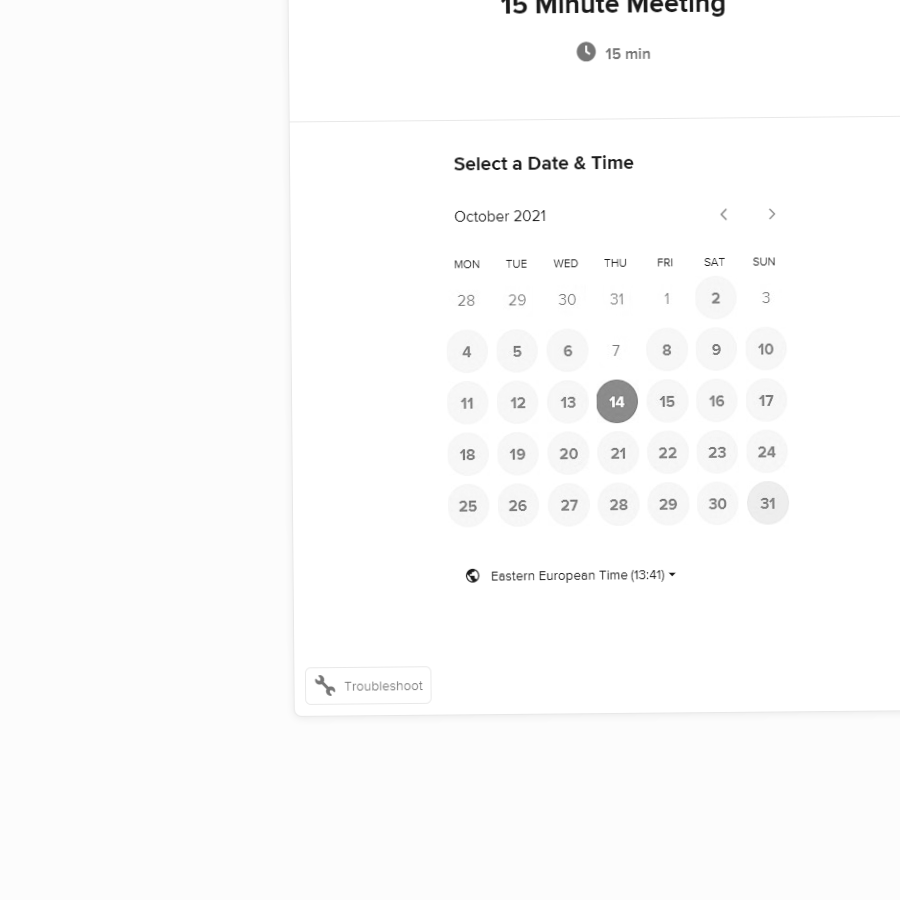 15 Minute Meeting
15 min
Select a Date & Time
October 2021
MON TUE WED THU FRI SAT SUN
28 29 30 31 1 2 3
4 5 6 7 8 9 10
11 12 13 14 15 16 17
18 19 20 21 22 23 24
25 26 27 28 29 30 31
Eastern European Time (13:41)
Troubleshoot